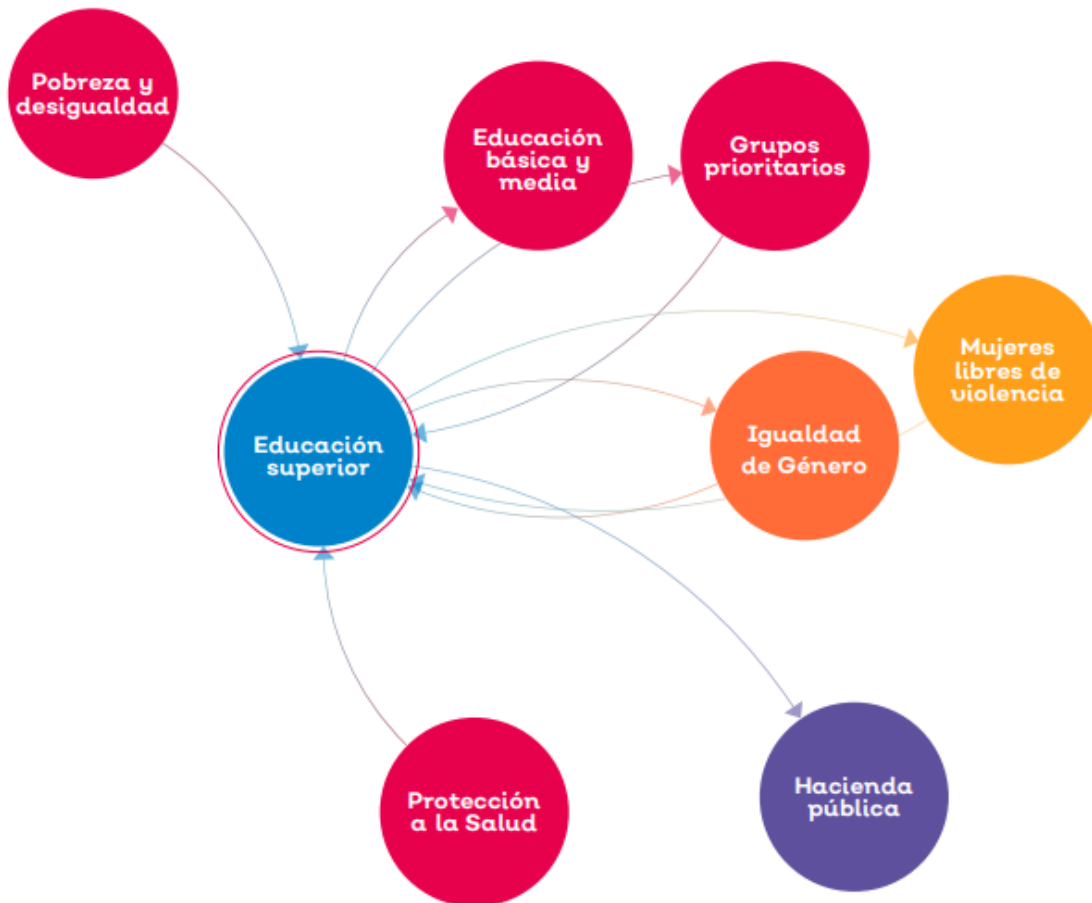 Pobreza y
desigualdad
Educación
básica y
media
Grupos
prioritarios
Mujeres
libres de
violencia
Igualdad
de Género
Educación
superior
Protección
a la Salud
Hacienda
pública